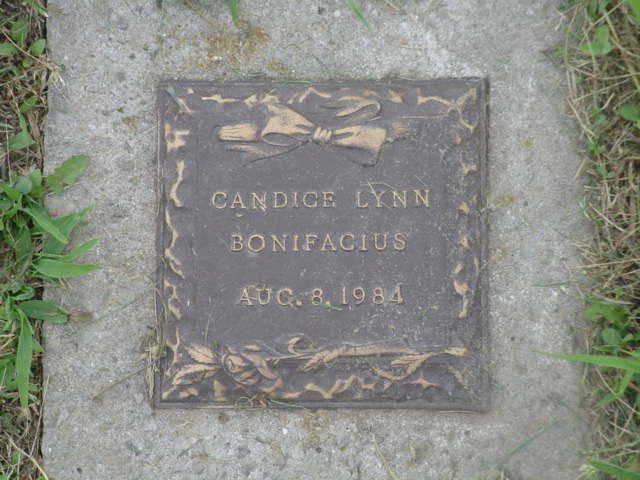 CANDICE LYNN
BONIFACIUS
AUG. 8. 1984